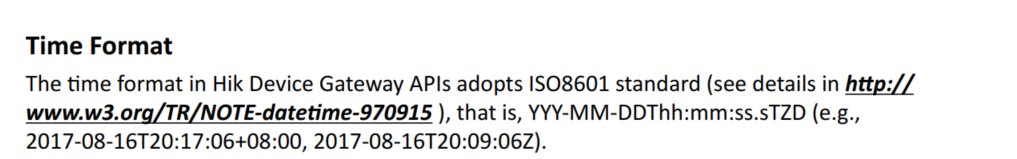 Time Format
The time format in Hik Device Gateway APIs adopts ISO8601 standard (see details in http://
www.w3.org/TR/NOTE-datetime-970915 ), that is, YYY-MM-DDThh:mm:ss.sTZD (e.g.,
2017-08-16T20:17:06+08:00, 2017-08-16T20:09:06Z).